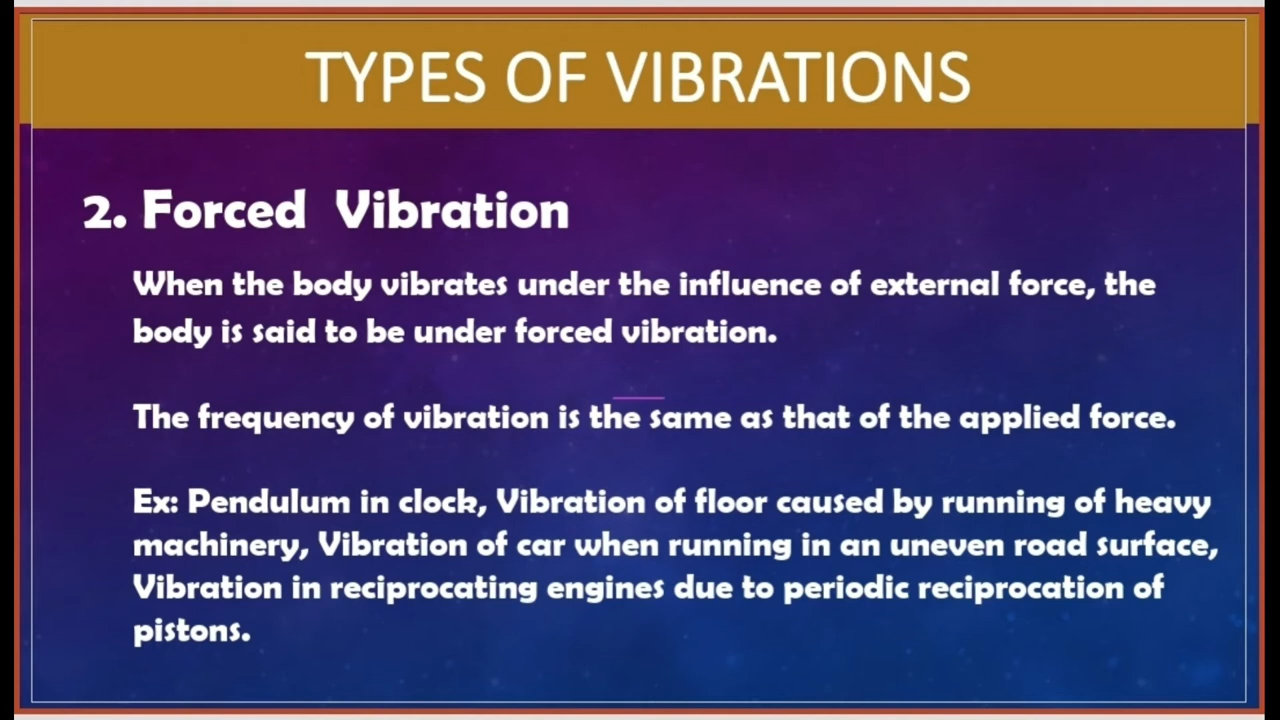 TYPES OF VIBRATIONS
2. Forced Vibration
When the body vibrates under the influence of external force, the
body is said to be under forced vibration.
The frequency of vibration is the same as that of the applied force.
Ex: Pendulum in clock, Vibration of floor caused by running of heavy
machinery, Vibration of car when running in an uneven road surface,
Vibration in reciprocating engines due to periodic reciprocation of
pistons.